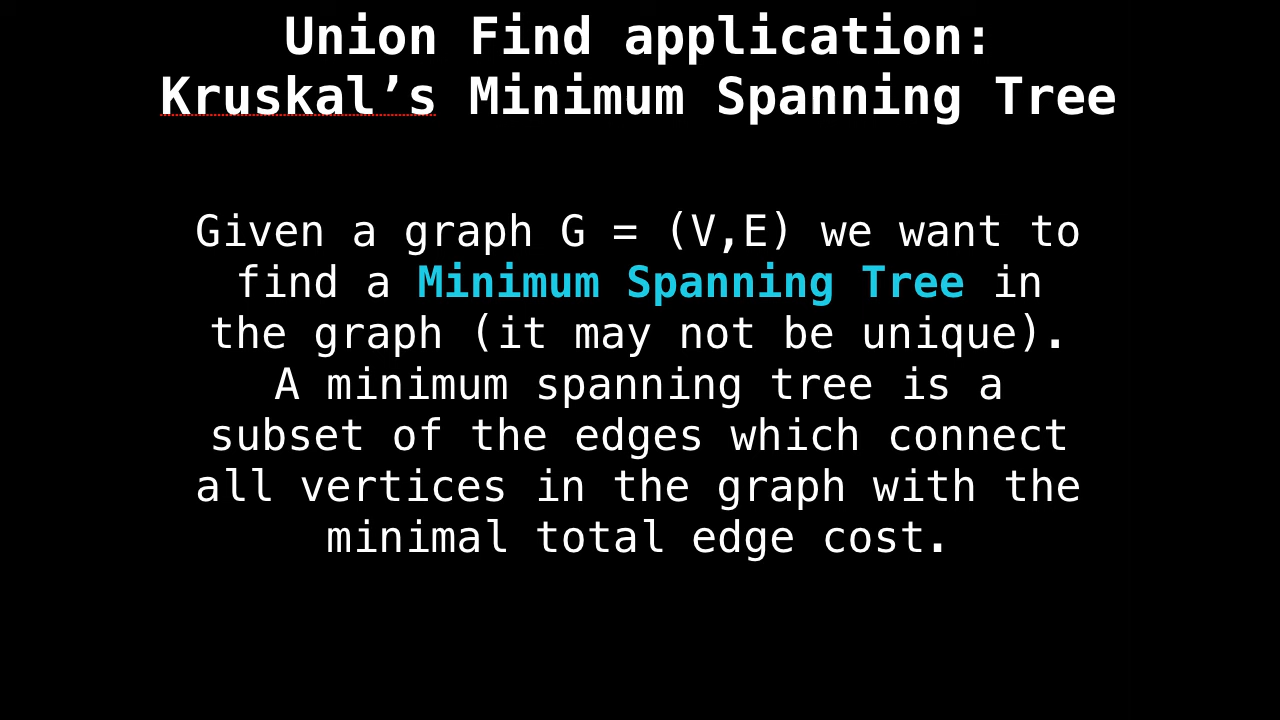 Union Find application:
Kruskal’s Minimum Spanning Tree
Given a graph G = (V,E) we want to
find a Minimum Spanning Tree in
the graph (it may not be unique).
A minimum spanning tree is a
subset of the edges which connect
all vertices in the graph with the
minimal total edge cost.